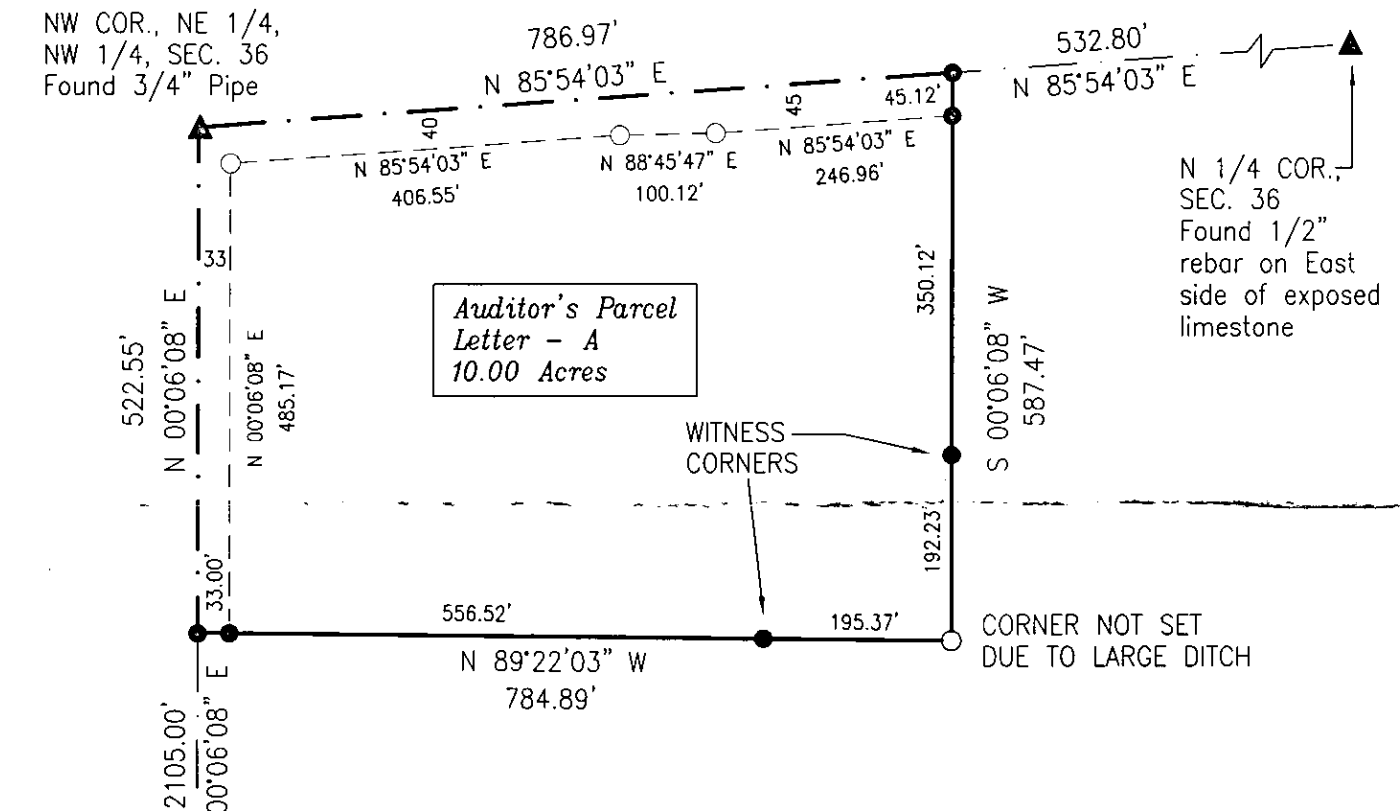 NW COR., NE 1/4,
NW 1/4, SEC. 36
Found 3/4" Pipe
786.97'
N 85°54'03" E
532.80'
N 85°54'03" E
45.12'
40
45
N 85°54'03" E
406.55'
N 88°45'47" E
100.12'
N 85°54'03" E
246.96'
N 1/4 COR.,
SEC. 36
Found 1/2"
rebar on East
side of exposed
limestone
33
522.55'
N 00°06'08" E
N 00°06'08" E
485.17'
Auditor's Parcel
Letter - A
10.00 Acres
350.12'
S 00°06'08" W
587.47'
WITNESS
CORNERS
192.23'
33.00'
556.52'
195.37'
N 89°22'03" W
784.89'
CORNER NOT SET
DUE TO LARGE DITCH
2105.00'
00°06'08" E